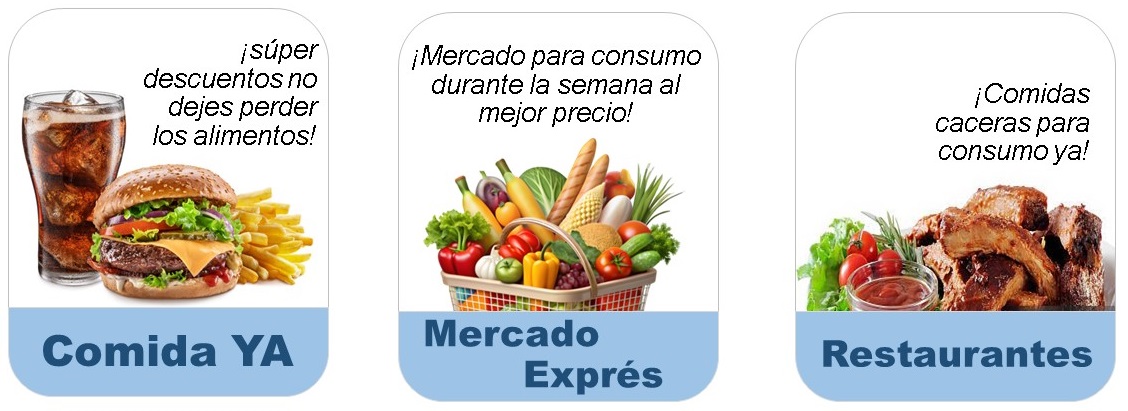 ¡súper
descuentos no
dejes perder
los alimentos!
Comida YA
¡Mercado para consumo
durante la semana al
mejor precio!
Mercado
Exprés
¡Comidas
caceras para
consumo ya!
Restaurantes